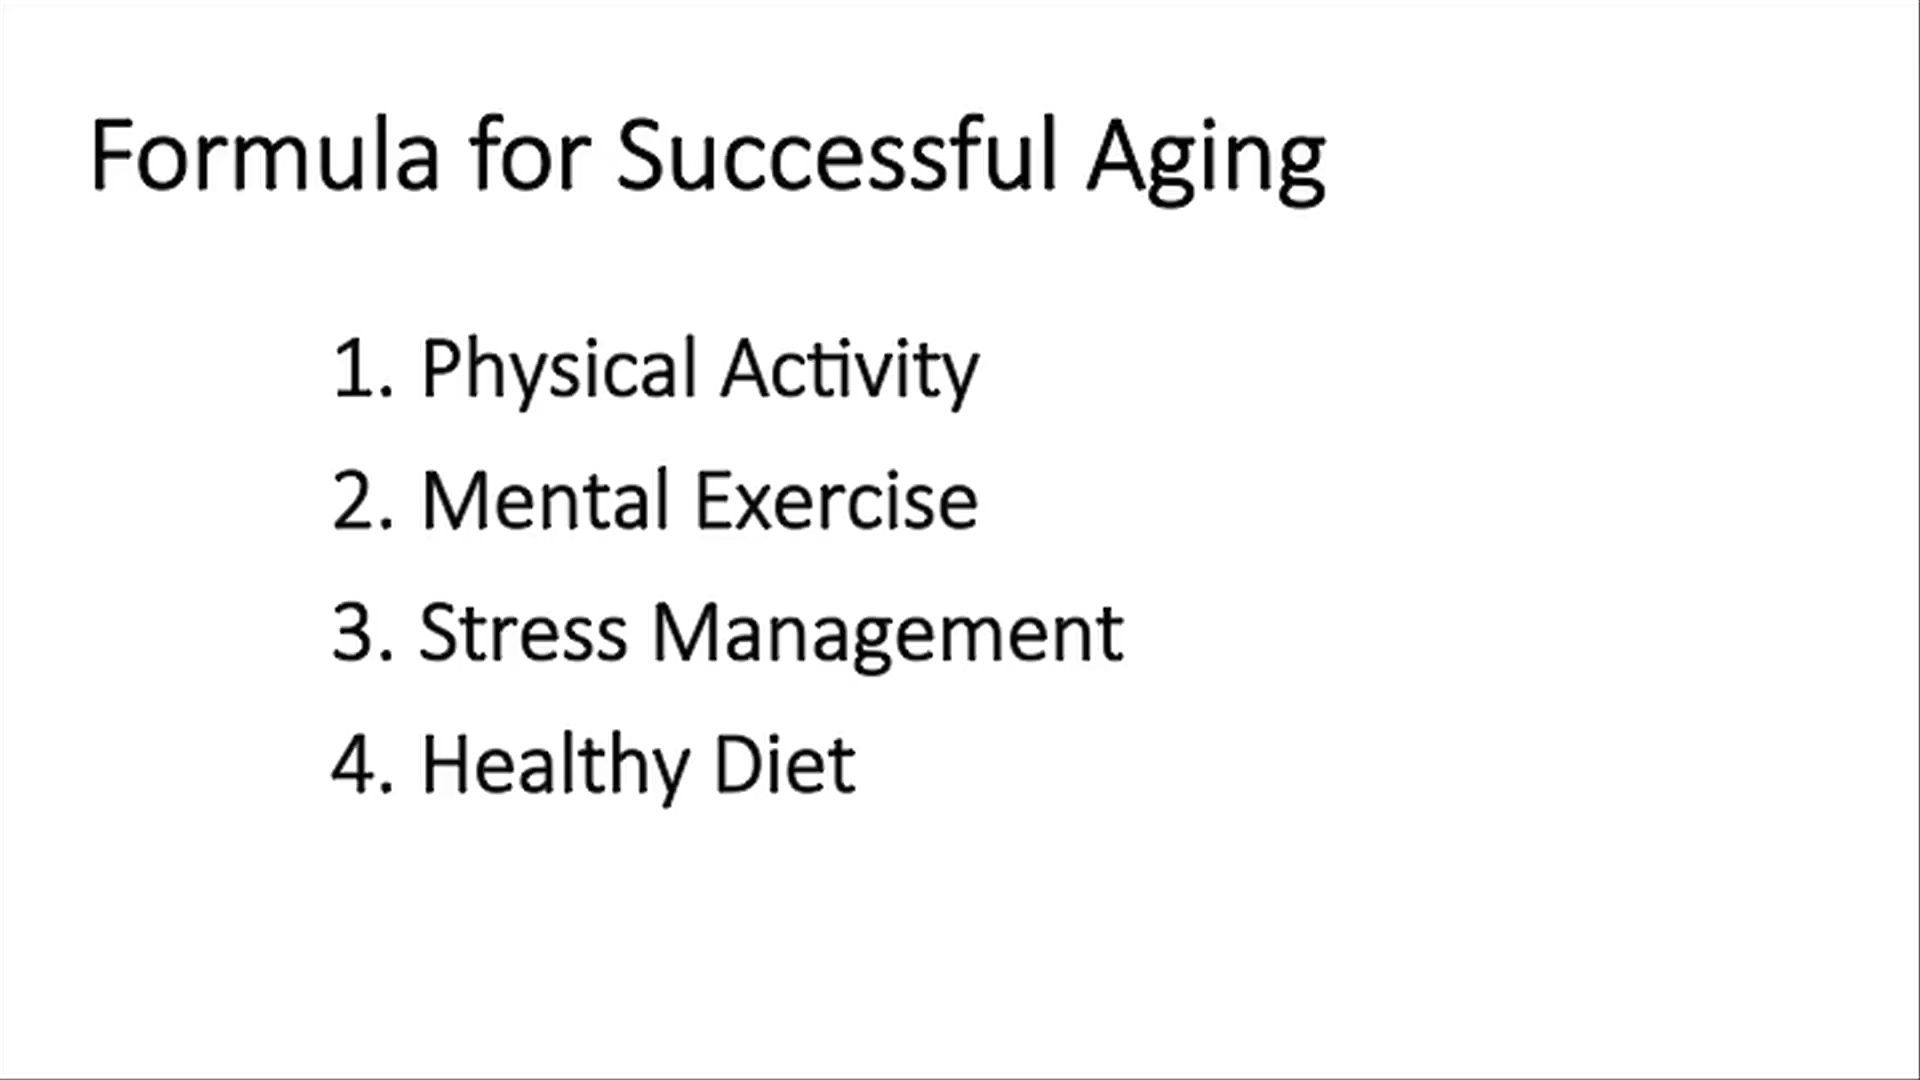 Formula for Successful Aging
1. Physical Activity
2. Mental Exercise
3. Stress Management
4. Healthy Diet